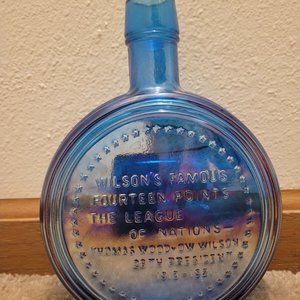 WILSON'S FAMOUS
FOURTEEN POINTS
THE LEAGUE
OF NATIONS—
THOMAS WOODROW WILSON
28TH PRESIDENT